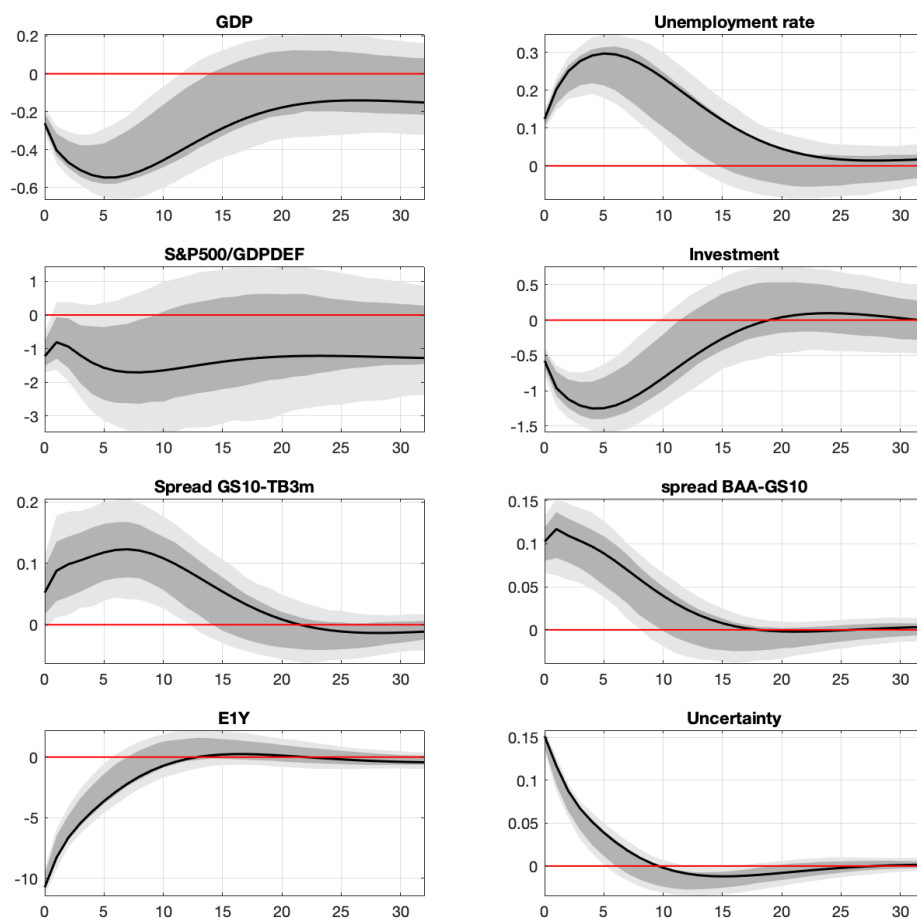 GDP
0.2
0
-0.2
-0.4
-0.6
0 5 10 15 20 25 30
Unemployment rate
0.3
0.2
0.1
0
0 5 10 15 20 25 30
S&P500/GDPDEF
1
0
-1
-2
-3
0 5 10 15 20 25 30
Investment
0.5
0
-0.5
-1
-1.5
0 5 10 15 20 25 30
Spread GS10-TB3m
0.2
0.1
0
0 5 10 15 20 25 30
spread BAA-GS10
0.15
0.1
0.05
0
0 5 10 15 20 25 30
E1Y
0
-5
-10
0 5 10 15 20 25 30
Uncertainty
0.15
0.1
0.05
0
0 5 10 15 20 25 30